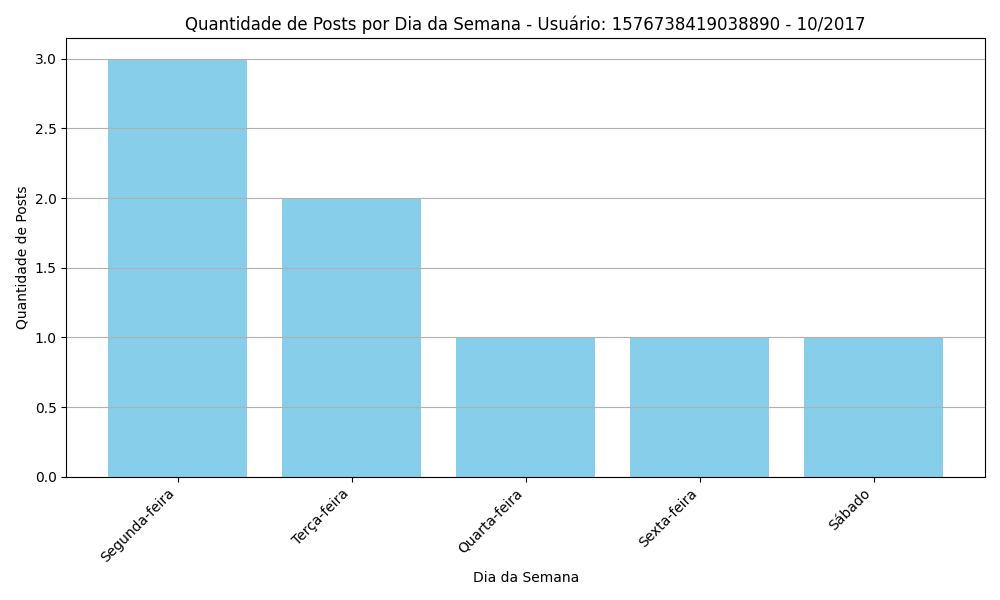 Quantidade de Posts por Dia da Semana - Usuário: 1576738419038890 - 10/2017
Quantidade de Posts
3.0
2.5
2.0
1.5
1.0
0.5
0.0
Segunda-feira
Terça-feira
Quarta-feira
Sexta-feira
Sábado
Dia da Semana